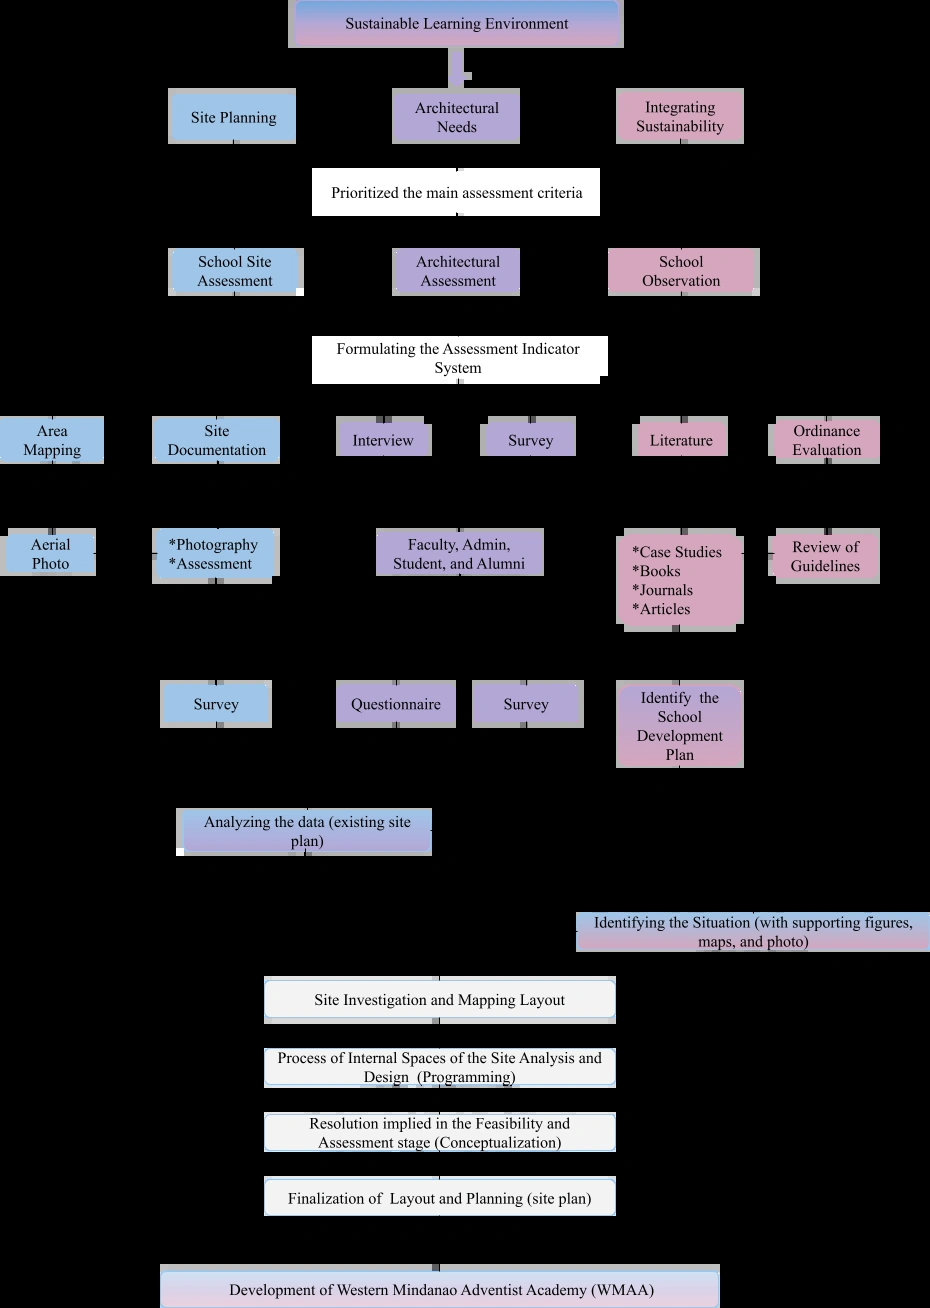 Sustainable Learning Environment
Site Planning
Architectural
Needs
Integrating
Sustainability
Prioritized the main assessment criteria
School Site
Assessment
Architectural
Assessment
School
Observation
Formulating the Assessment Indicator
System
Area
Mapping
Site
Documentation
Interview
Survey
Literature
Ordinance
Evaluation
Aerial
Photo
*Photography
*Assessment
Faculty, Admin,
Student, and Alumni
*Case Studies
*Books
*Journals
*Articles
Review of
Guidelines
Survey
Questionnaire
Survey
Identify the
School
Development
Plan
Analyzing the data (existing site
plan)
Identifying the Situation (with supporting figures,
maps, and photo)
Site Investigation and Mapping Layout
Process of Internal Spaces of the Site Analysis and
Design (Programming)
Resolution implied in the Feasibility and
Assessment stage (Conceptualization)
Finalization of Layout and Planning (site plan)
Development of Western Mindanao Adventist Academy (WMAA)